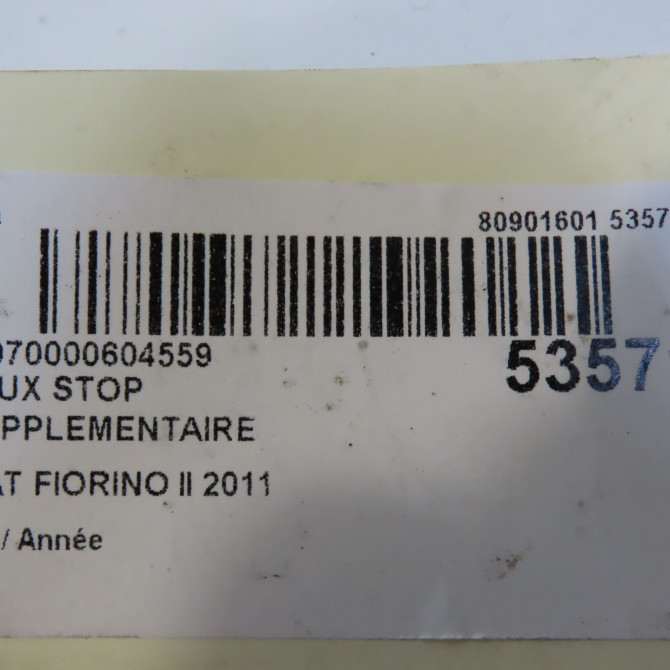 80901601 5357
070000604559
5357
UX STOP
PPLEMENTAIRE
AT FIORINO II 2011
/ Année